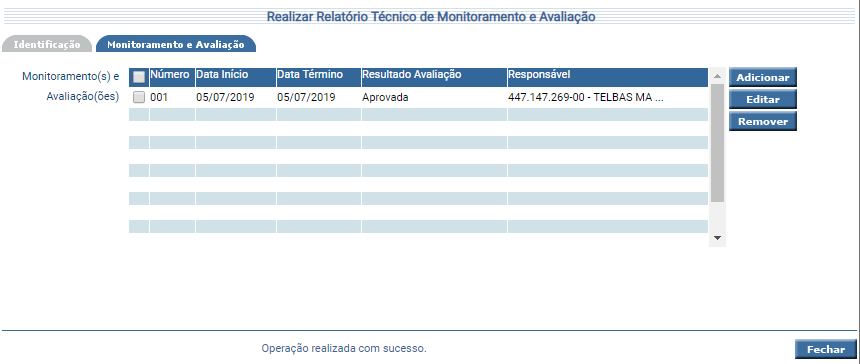 Realizar Relatório Técnico de Monitoramento e Avaliação
Identificação Monitoramento e Avaliação
Monitoramento(s) e Avaliação(ões)
Número Data Início Data Término Resultado Avaliação Responsável
001 05/07/2019 05/07/2019 Aprovada 447.147.269-00 - TELBAS MA ...
Adicionar
Editar
Remover
Operação realizada com sucesso.
Fechar